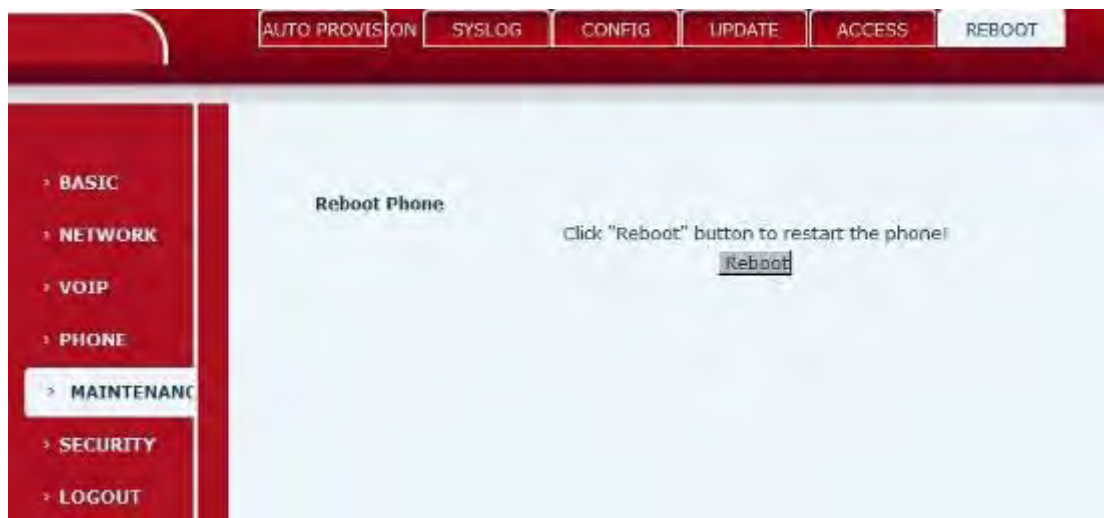 AUTO PROVISION SYSLOG CONFIG UPDATE ACCESS REBOOT
BASIC
NETWORK
VOIP
PHONE
MAINTENANC
SECURITY
LOGOUT
Reboot Phone
Click "Reboot" button to restart the phone!
Reboot